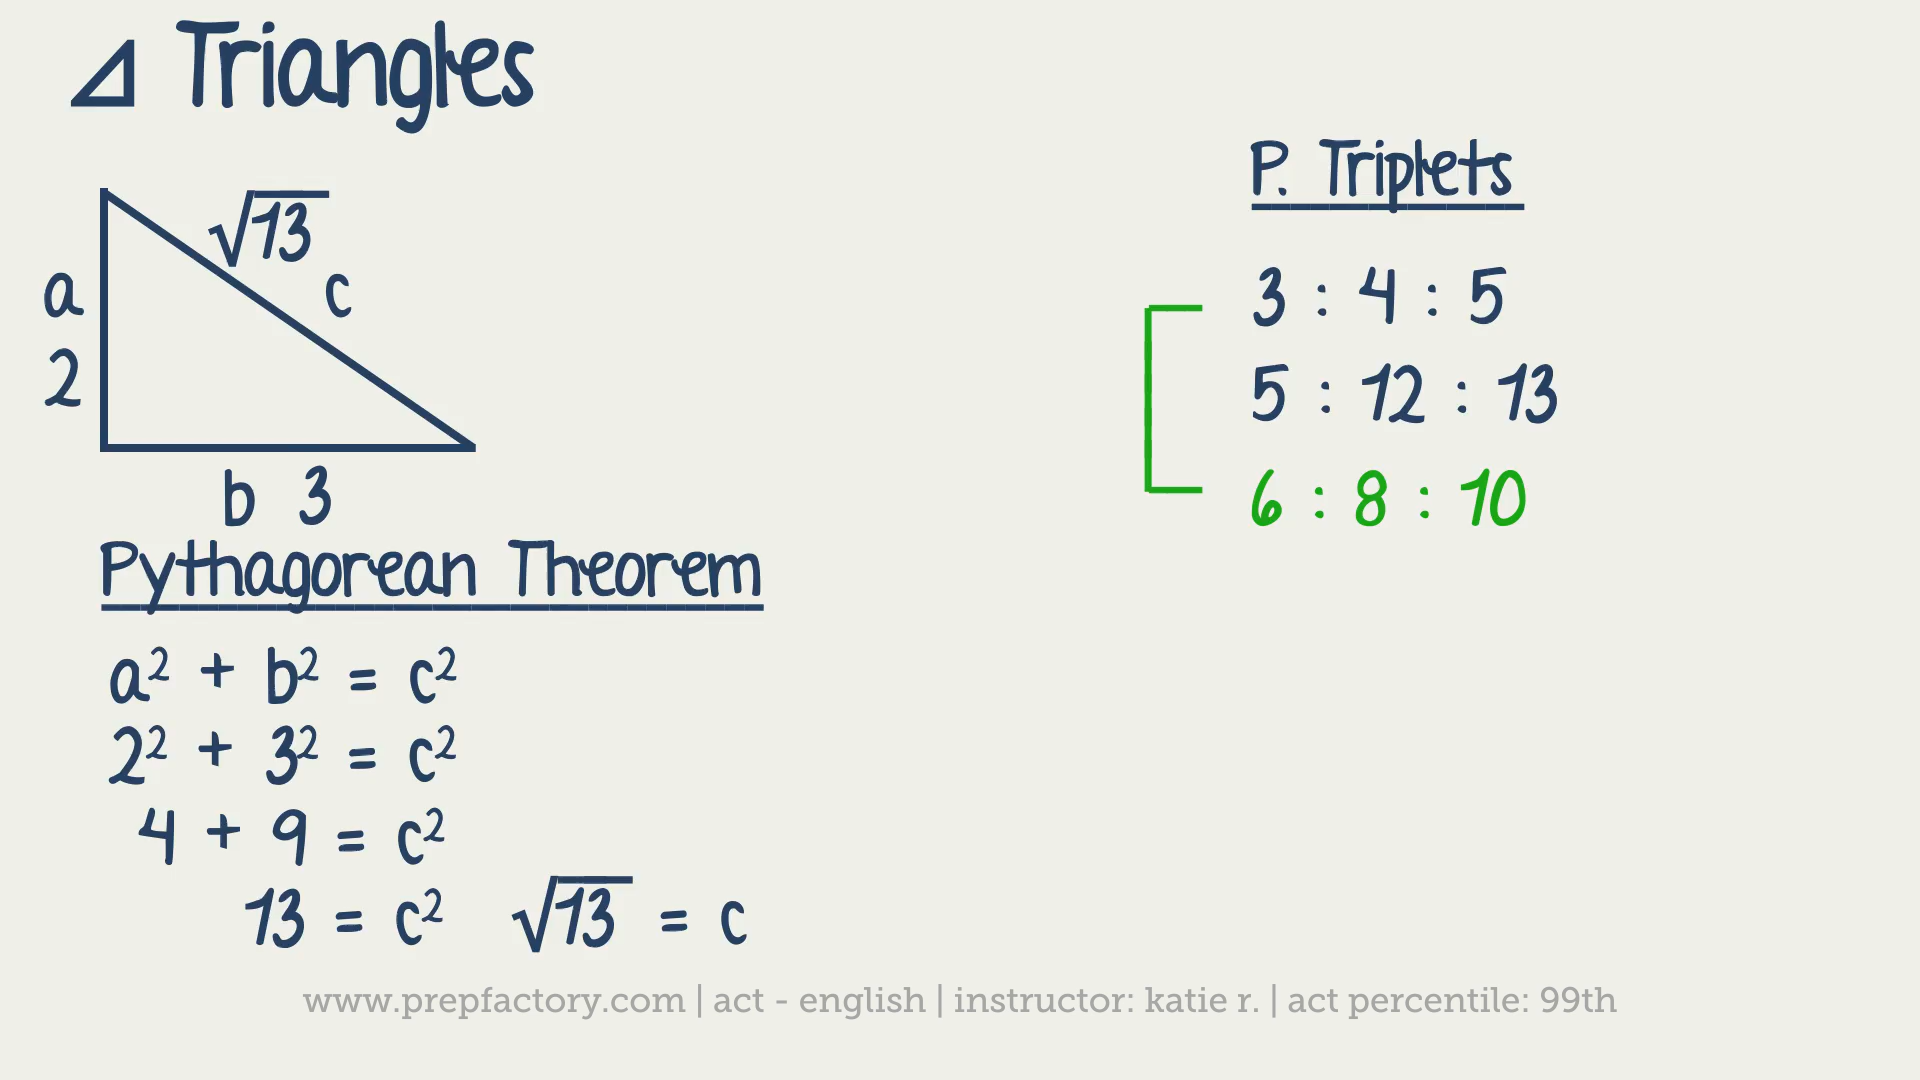 Triangles
√13
a
c
2
b 3
Pythagorean Theorem
a² + b² = c²
2² + 3² = c²
4 + 9 = c²
13 = c² √13 = c
P. Triplets
3 : 4 : 5
5 : 12 : 13
6 : 8 : 10
www.prepfactory.com | act - english | instructor: katie r. | act percentile: 99th